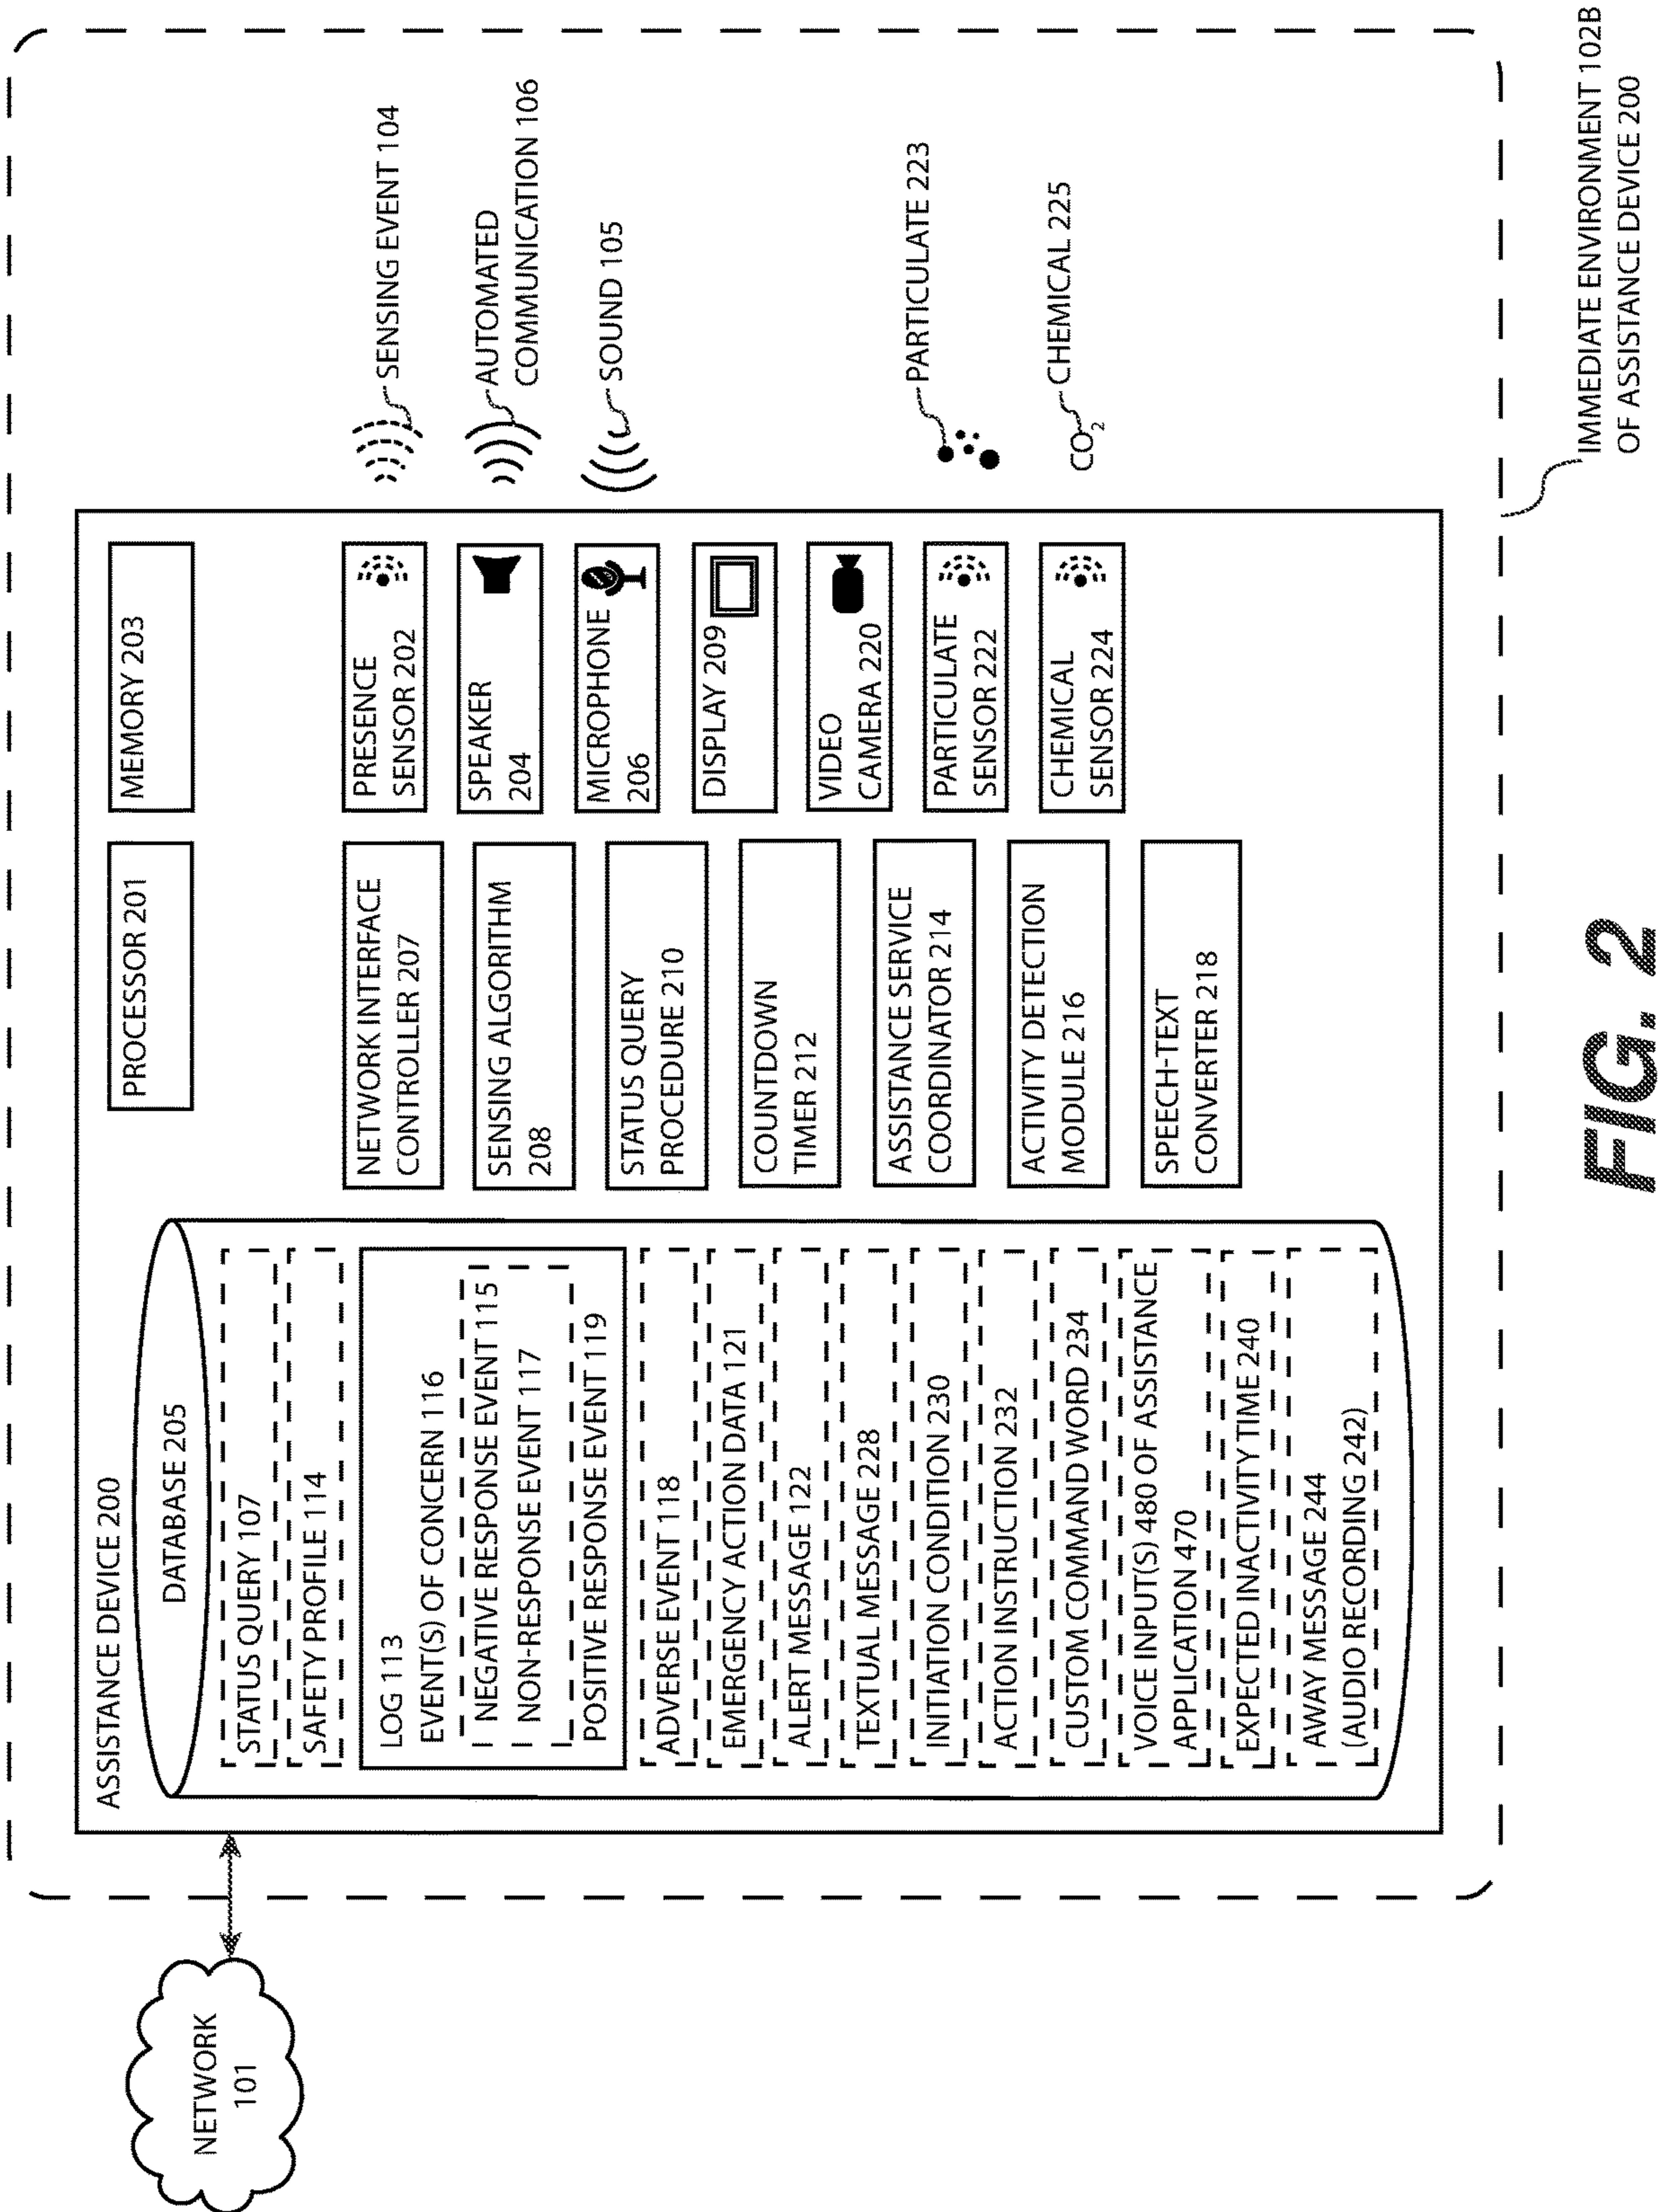 NETWORK
101
ASSISTANCE DEVICE 200
DATABASE 205
STATUS QUERY 107
SAFETY PROFILE 114
LOG 113
EVENT(S) OF CONCERN 116
NEGATIVE RESPONSE EVENT 115
NON-RESPONSE EVENT 117
POSITIVE RESPONSE EVENT 119
ADVERSE EVENT 118
EMERGENCY ACTION DATA 121
ALERT MESSAGE 122
TEXTUAL MESSAGE 228
INITIATION CONDITION 230
ACTION INSTRUCTION 232
CUSTOM COMMAND WORD 234
VOICE INPUT(S) 480 OF ASSISTANCE
APPLICATION 470
EXPECTED INACTIVITY TIME 240
AWAY MESSAGE 244
(AUDIO RECORDING 242)
PROCESSOR 201
NETWORK INTERFACE
CONTROLLER 207
SENSING ALGORITHM
208
STATUS QUERY
PROCEDURE 210
COUNTDOWN
TIMER 212
ASSISTANCE SERVICE
COORDINATOR 214
ACTIVITY DETECTION
MODULE 216
SPEECH-TEXT
CONVERTER 218
MEMORY 203
PRESENCE
SENSOR 202
SPEAKER
204
MICROPHONE
206
DISPLAY 209
VIDEO
CAMERA 220
PARTICULATE
SENSOR 222
CHEMICAL
SENSOR 224
SENSING EVENT 104
AUTOMATED
COMMUNICATION 106
SOUND 105
PARTICULATE 223
CO2
CHEMICAL 225
IMMEDIATE ENVIRONMENT 102B
OF ASSISTANCE DEVICE 200
FIG. 2